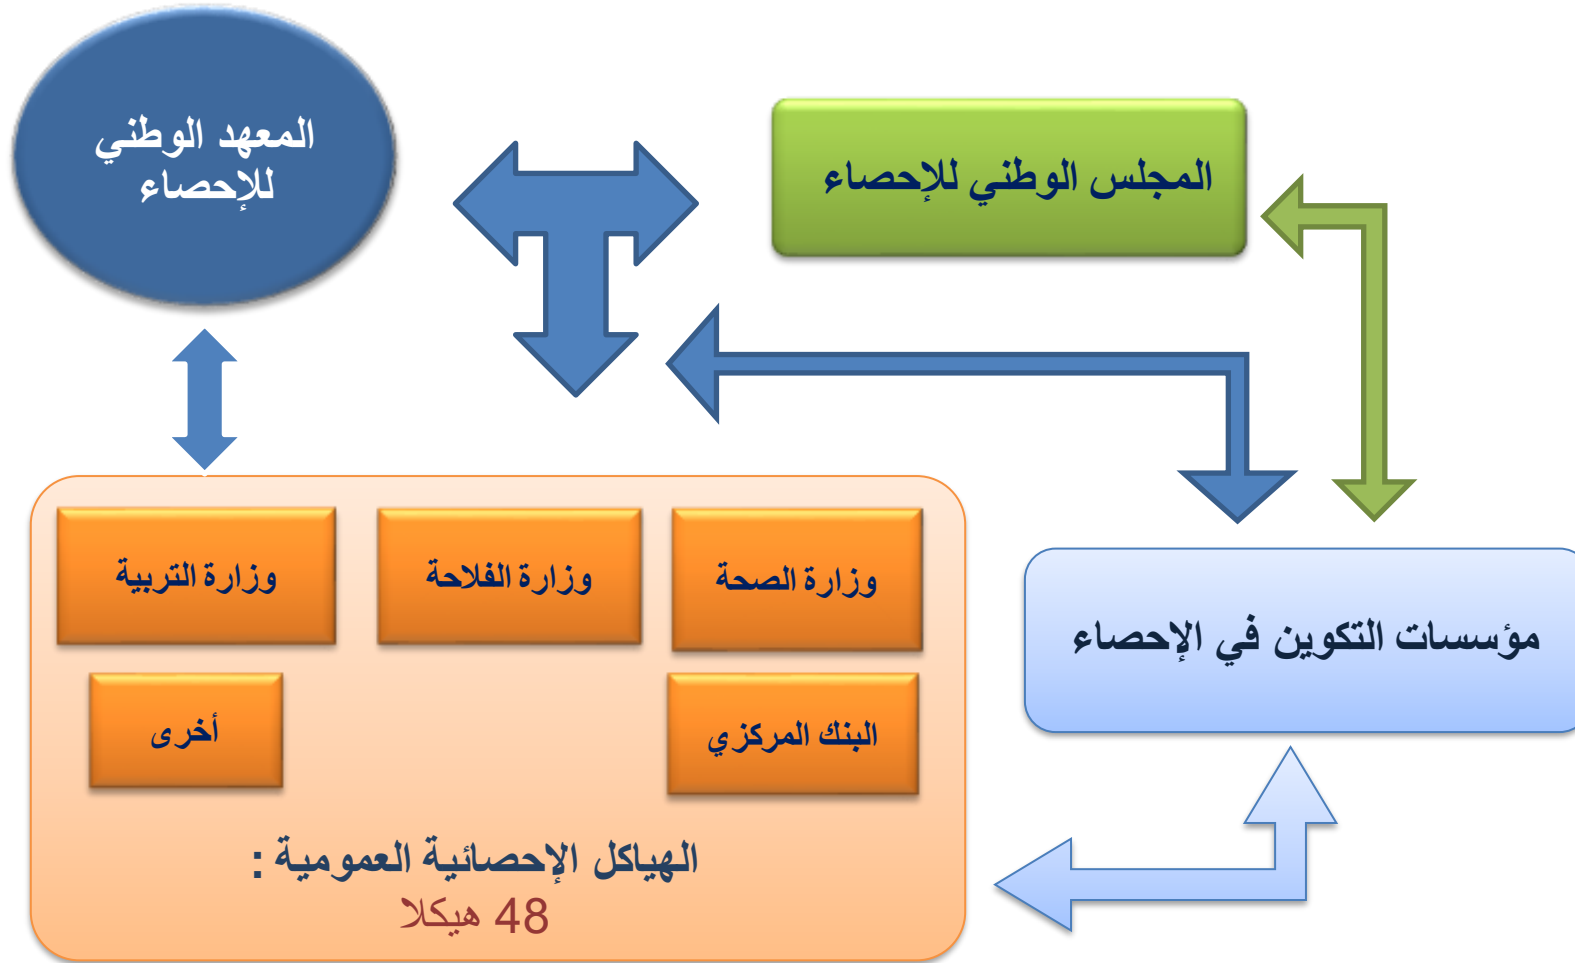 المعهد الوطني
للإحصاء
المجلس الوطني للإحصاء
وزارة الصحة
وزارة الفلاحة
وزارة التربية
البنك المركزي
أخرى
الهياكل الإحصائية العمومية :
48 هيكلا
مؤسسات التكوين في الإحصاء